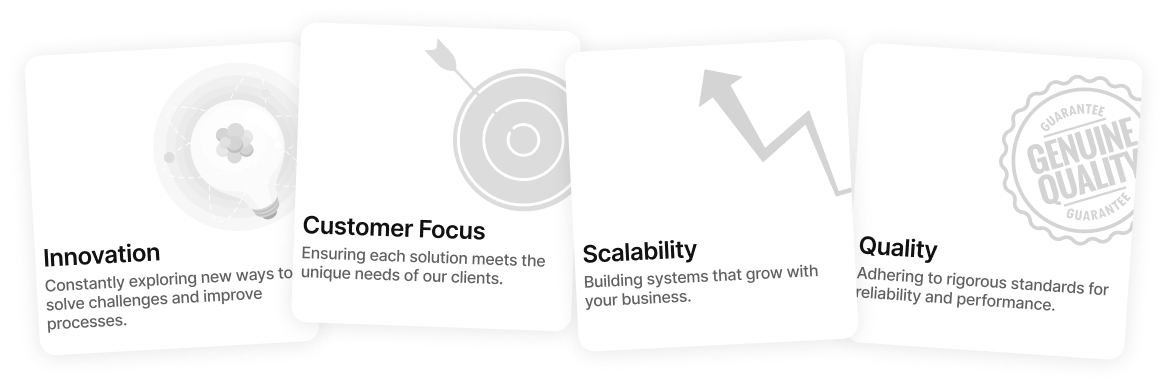 Innovation
Constantly exploring new ways to
solve challenges and improve
processes.
Customer Focus
Ensuring each solution meets the
unique needs of our clients.
Scalability
Building systems that grow with
your business.
GUARANTEE
GENUINE
QUALITY
GUARANTEE
Quality
Adhering to rigorous standards for
reliability and performance.